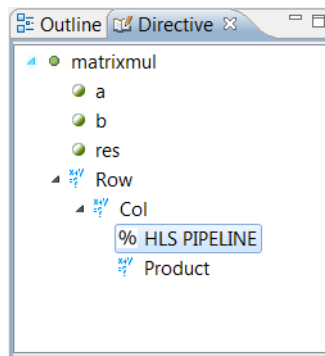 Outline Directive
matrixmul
a
b
res
Row
Col
% HLS PIPELINE
Product